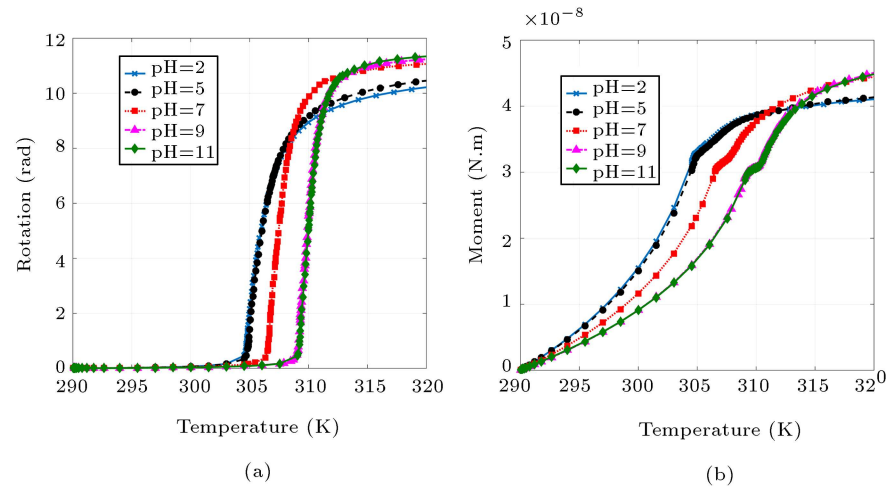 12
10
8
6
4
2
0
290
295
300
305
310
315
320
Rotation (rad)
Temperature (K)
pH=2
pH=5
pH=7
pH=9
pH=11
(a)
×10⁻⁸
5
4
3
2
1
0
290
295
300
305
310
315
320
0
Moment (N.m)
Temperature (K)
pH=2
pH=5
pH=7
pH=9
pH=11
(b)